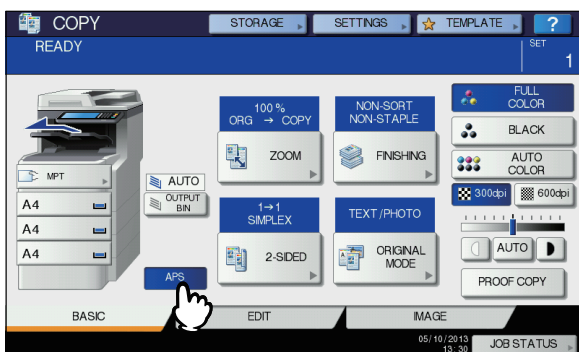 COPY
STORAGE
SETTINGS
TEMPLATE
?
READY
SET
1
100 %
ORG → COPY
ZOOM
NON-SORT
NON-STAPLE
FINISHING
FULL
COLOR
BLACK
AUTO
COLOR
300dpi
600dpi
MPT
A4
A4
A4
AUTO
OUTPUT
BIN
APS
1→1
SIMPLEX
2-SIDED
TEXT/PHOTO
ORIGINAL
MODE
AUTO
PROOF COPY
BASIC
EDIT
IMAGE
05/10/2013
13:30
JOB STATUS